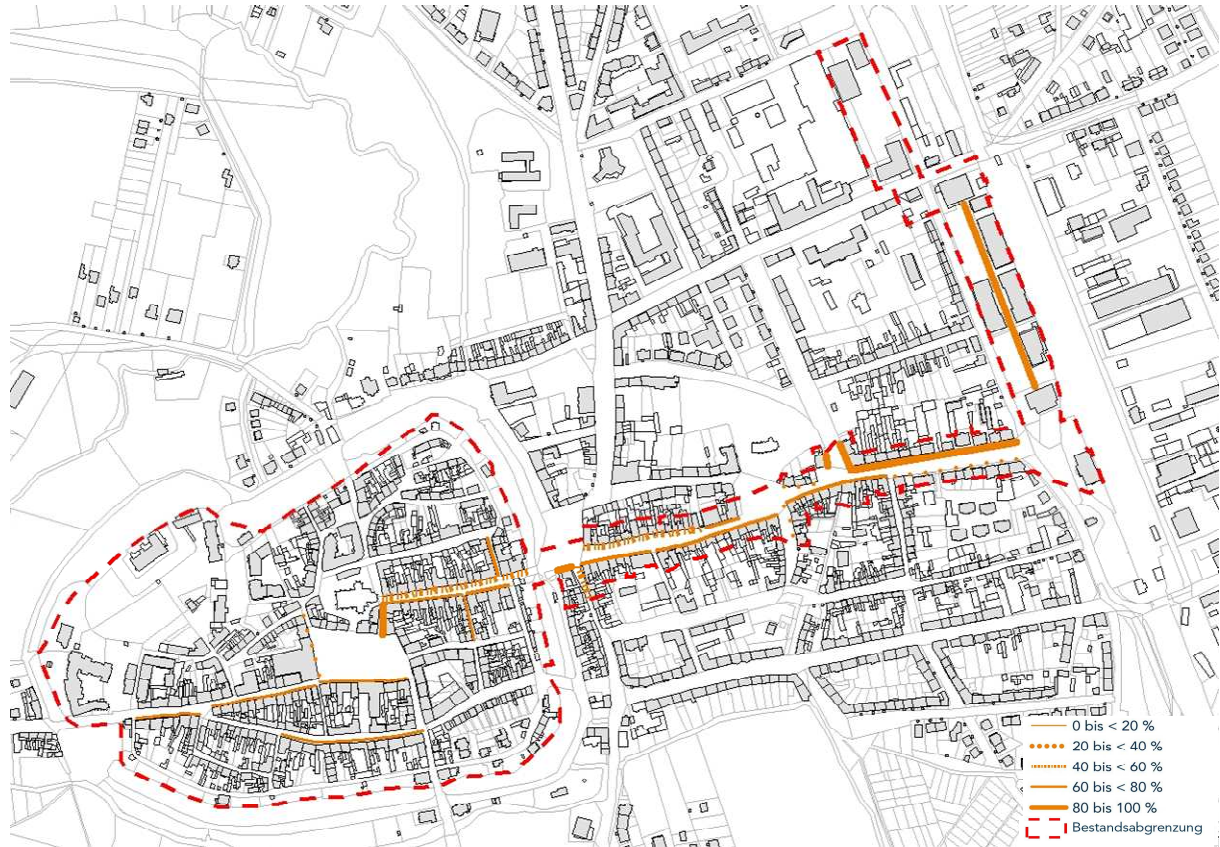 0 bis < 20 %
20 bis < 40 %
40 bis < 60 %
60 bis < 80 %
80 bis 100 %
Bestandsabgrenzung